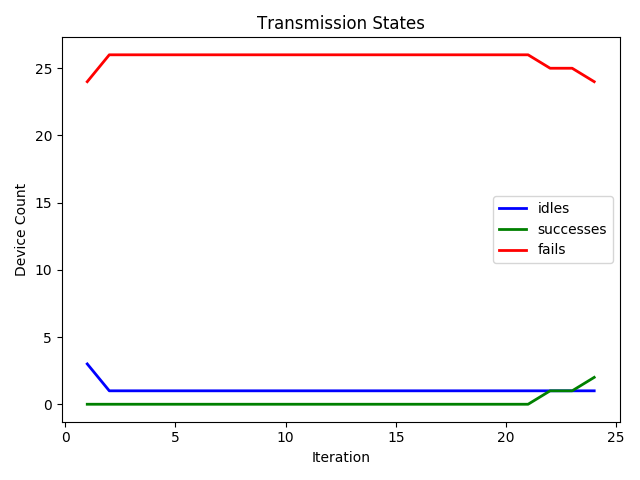 Transmission States
Device Count
25
20
15
10
5
0
idles
successes
fails
0 5 10 15 20 25
Iteration